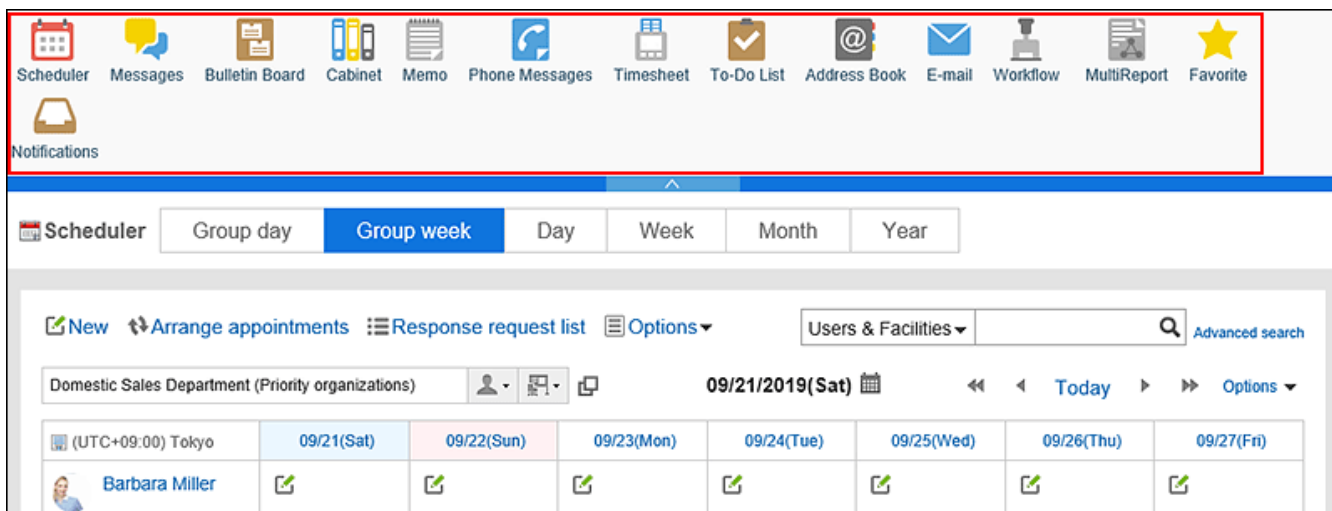 Scheduler Messages Bulletin Board Cabinet Memo Phone Messages Timesheet To-Do List Address Book E-mail Workflow MultiReport Favorite
Notifications
Scheduler Group day Group week Day Week Month Year
New Arrange appointments Response request list Options Users & Facilities Advanced search
Domestic Sales Department (Priority organizations) 09/21/2019(Sat) Today Options
(UTC+09:00) Tokyo 09/21(Sat) 09/22(Sun) 09/23(Mon) 09/24(Tue) 09/25(Wed) 09/26(Thu) 09/27(Fri)
Barbara Miller